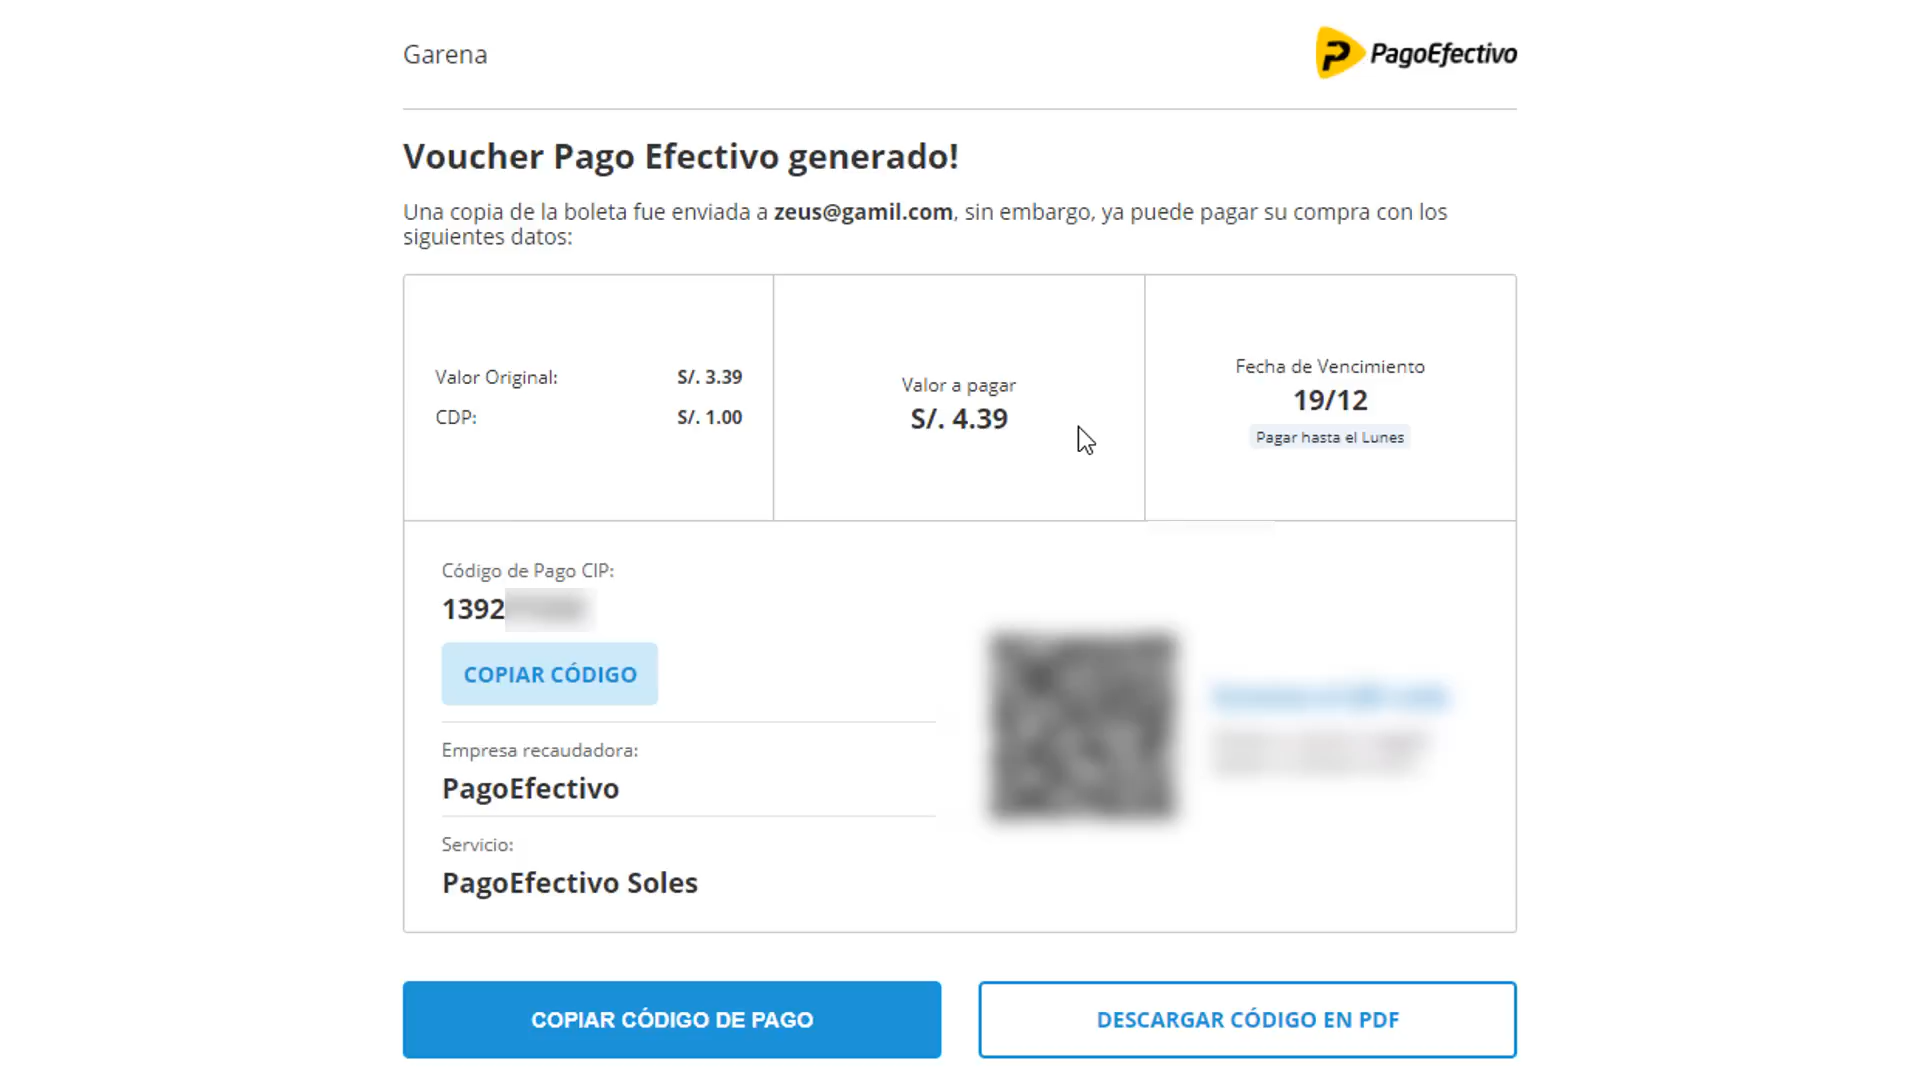 Garena
PagoEfectivo
Voucher Pago Efectivo generado!
Una copia de la boleta fue enviada a zeus@gamil.com, sin embargo, ya puede pagar su compra con los
siguientes datos:
Valor Original: S/. 3.39
CDP: S/. 1.00
Valor a pagar
S/. 4.39
Fecha de Vencimiento
19/12
Pagar hasta el Lunes
Código de Pago CIP:
1392
COPIAR CÓDIGO
Empresa recaudadora:
PagoEfectivo
Servicio:
PagoEfectivo Soles
COPIAR CÓDIGO DE PAGO
DESCARGAR CÓDIGO EN PDF